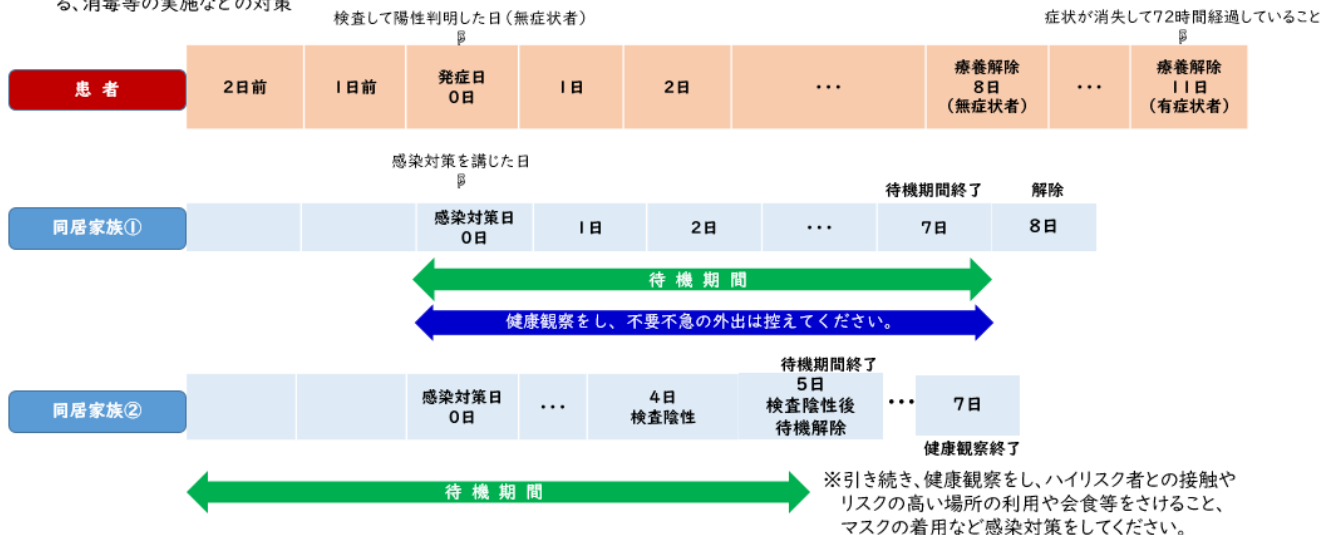 る、消毒等の実施などの対策
検査して陽性判明した日(無症状者)
症状が消失して72時間経過していること
患者
2日前
1日前
発症日
0日
1日
2日
・・・
療養解除
8日
(無症状者)
・・・
療養解除
11日
(有症状者)
感染対策を講じた日
待機期間終了
解除
同居家族①
感染対策日
0日
1日
2日
・・・
7日
8日
待機期間
健康観察をし、不要不急の外出は控えてください。
待機期間終了
同居家族②
感染対策日
0日
・・・
4日
検査陰性
5日
検査陰性後
待機解除
・・・
7日
健康観察終了
待機期間
※引き続き、健康観察をし、ハイリスク者との接触や
リスクの高い場所の利用や会食等をさけること、
マスクの着用など感染対策をしてください。